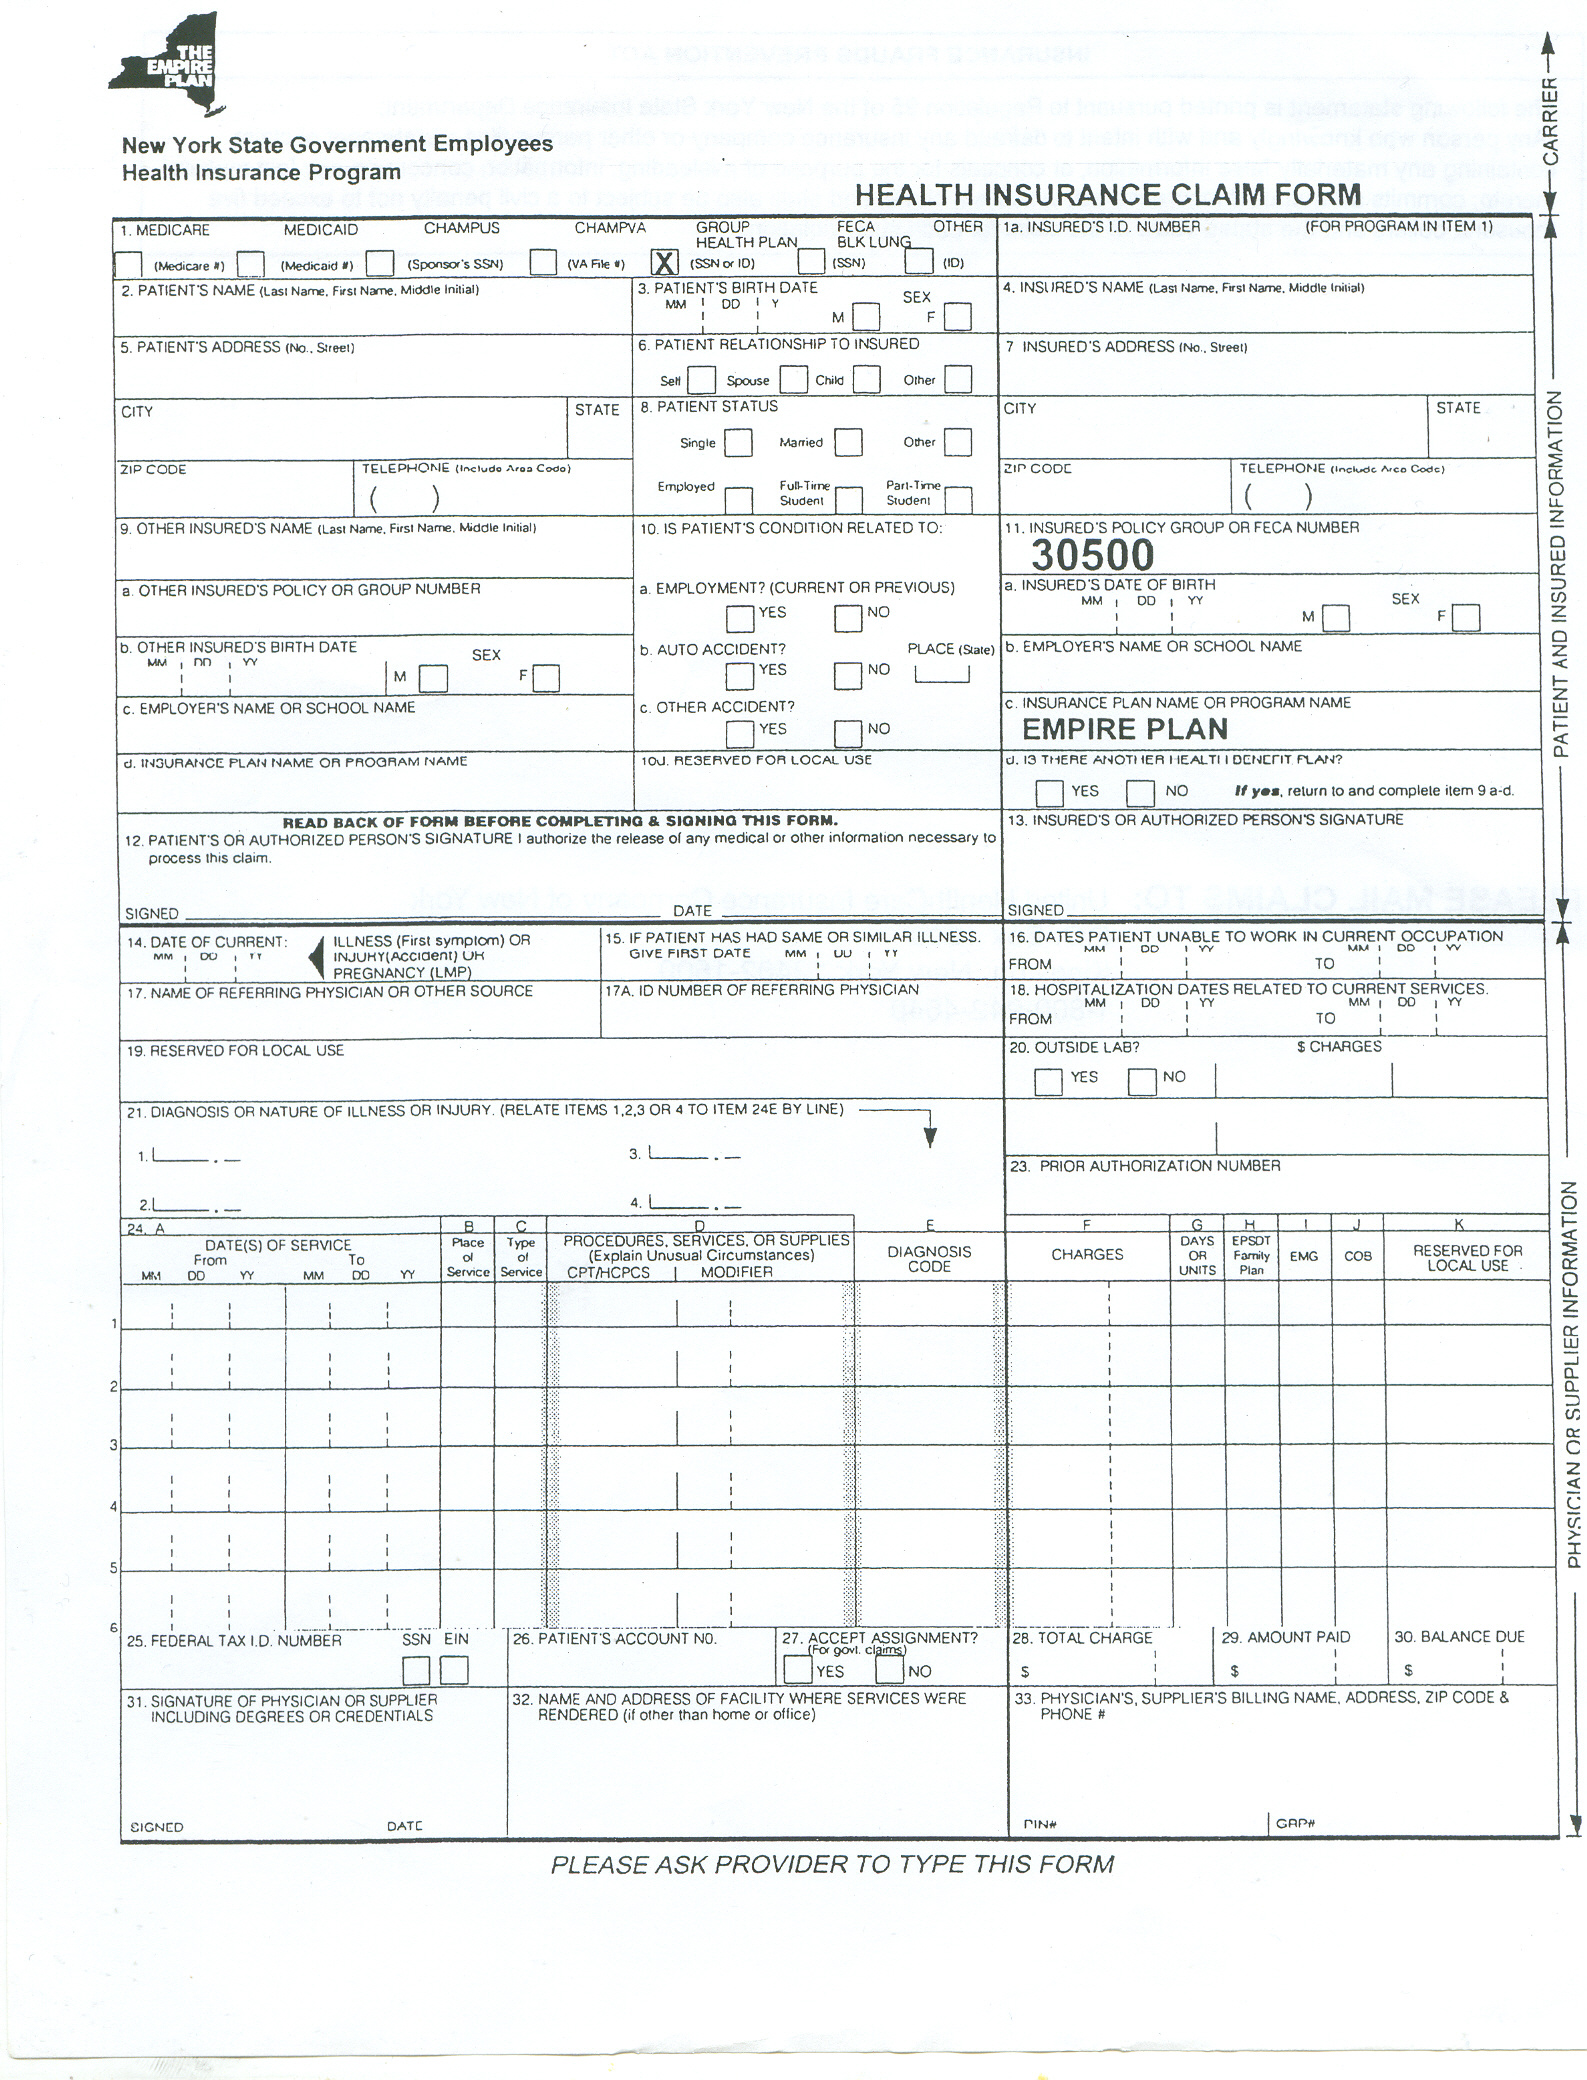 THE
EMPIRE
PLAN
New York State Government Employees
Health Insurance Program
HEALTH INSURANCE CLAIM FORM
CARRIER
1. MEDICARE MEDICAID CHAMPUS CHAMPVA GROUP HEALTH PLAN FECA BLK LUNG OTHER
(Medicare #) (Medicaid #) (Sponsor's SSN) (VA File #) X (SSN or ID) (SSN) (ID)
1a. INSURED'S I.D. NUMBER (FOR PROGRAM IN ITEM 1)
2. PATIENT'S NAME (Last Name, First Name, Middle Initial)
3. PATIENT'S BIRTH DATE SEX
MM DD Y M F
4. INSURED'S NAME (Last Name, First Name, Middle Initial)
5. PATIENT'S ADDRESS (No., Street)
6. PATIENT RELATIONSHIP TO INSURED
Self Spouse Child Other
7 INSURED'S ADDRESS (No., Street)
CITY STATE
8. PATIENT STATUS
Single Married Other
CITY STATE
ZIP CODE TELEPHONE (Include Area Code)
( )
Employed Full-Time Student Part-Time Student
ZIP CODE TELEPHONE (Include Area Code)
( )
9. OTHER INSURED'S NAME (Last Name, First Name, Middle Initial)
10. IS PATIENT'S CONDITION RELATED TO:
11. INSURED'S POLICY GROUP OR FECA NUMBER
30500
a. OTHER INSURED'S POLICY OR GROUP NUMBER
a. EMPLOYMENT? (CURRENT OR PREVIOUS)
YES NO
a. INSURED'S DATE OF BIRTH SEX
MM DD YY M F
b. OTHER INSURED'S BIRTH DATE SEX
MM DD YY M F
b. AUTO ACCIDENT? PLACE (State)
YES NO
b. EMPLOYER'S NAME OR SCHOOL NAME
c. EMPLOYER'S NAME OR SCHOOL NAME
c. OTHER ACCIDENT?
YES NO
c. INSURANCE PLAN NAME OR PROGRAM NAME
EMPIRE PLAN
d. INSURANCE PLAN NAME OR PROGRAM NAME
10d. RESERVED FOR LOCAL USE
d. IS THERE ANOTHER HEALTH BENEFIT PLAN?
YES NO If yes, return to and complete item 9 a-d.
READ BACK OF FORM BEFORE COMPLETING & SIGNING THIS FORM.
12. PATIENT'S OR AUTHORIZED PERSON'S SIGNATURE I authorize the release of any medical or other information necessary to
process this claim.
SIGNED DATE
13. INSURED'S OR AUTHORIZED PERSON'S SIGNATURE
SIGNED
PATIENT AND INSURED INFORMATION
14. DATE OF CURRENT:
MM DD YY
ILLNESS (First symptom) OR
INJURY(Accident) OR
PREGNANCY (LMP)
15. IF PATIENT HAS HAD SAME OR SIMILAR ILLNESS.
GIVE FIRST DATE MM DD YY
16. DATES PATIENT UNABLE TO WORK IN CURRENT OCCUPATION
MM DD YY MM DD YY
FROM TO
17. NAME OF REFERRING PHYSICIAN OR OTHER SOURCE
17A. ID NUMBER OF REFERRING PHYSICIAN
18. HOSPITALIZATION DATES RELATED TO CURRENT SERVICES.
MM DD YY MM DD YY
FROM TO
19. RESERVED FOR LOCAL USE
20. OUTSIDE LAB? $ CHARGES
YES NO
21. DIAGNOSIS OR NATURE OF ILLNESS OR INJURY. (RELATE ITEMS 1,2,3 OR 4 TO ITEM 24E BY LINE)
1. 3.
2. 4.
23. PRIOR AUTHORIZATION NUMBER
24. A B C D E F G H I J K
DATE(S) OF SERVICE
From To
MM DD YY MM DD YY
Place of Service
Type of Service
PROCEDURES, SERVICES, OR SUPPLIES
(Explain Unusual Circumstances)
CPT/HCPCS MODIFIER
DIAGNOSIS CODE
CHARGES
DAYS OR UNITS
EPSDT Family Plan
EMG
COB
RESERVED FOR LOCAL USE
1
2
3
4
5
6
25. FEDERAL TAX I.D. NUMBER SSN EIN
26. PATIENT'S ACCOUNT NO.
27. ACCEPT ASSIGNMENT?
(For govt. claims)
YES NO
28. TOTAL CHARGE
$
29. AMOUNT PAID
$
30. BALANCE DUE
$
31. SIGNATURE OF PHYSICIAN OR SUPPLIER
INCLUDING DEGREES OR CREDENTIALS
SIGNED DATE
32. NAME AND ADDRESS OF FACILITY WHERE SERVICES WERE
RENDERED (if other than home or office)
33. PHYSICIAN'S, SUPPLIER'S BILLING NAME, ADDRESS, ZIP CODE &
PHONE #
PIN# GRP#
PHYSICIAN OR SUPPLIER INFORMATION
PLEASE ASK PROVIDER TO TYPE THIS FORM